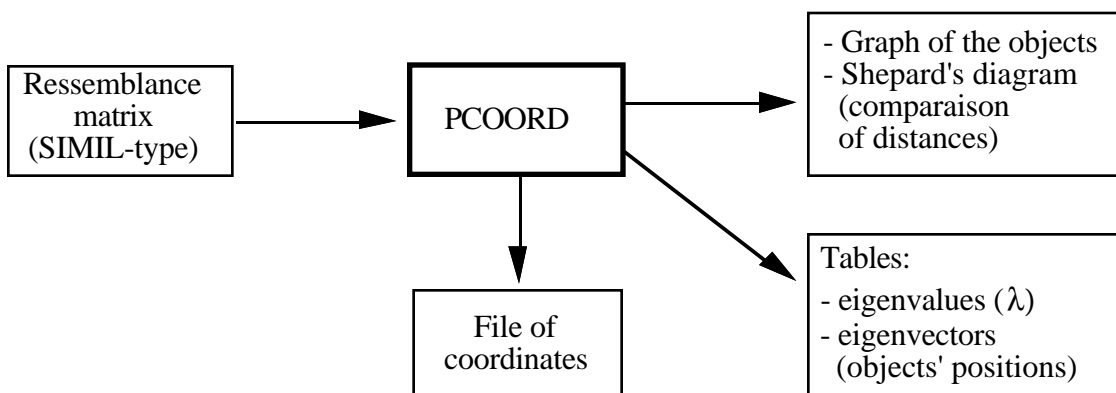 Ressemblance
matrix
(SIMIL-type)
PCOORD
- Graph of the objects
- Shepard's diagram
(comparaison
of distances)
File of
coordinates
Tables:
- eigenvalues (λ)
- eigenvectors
(objects' positions)